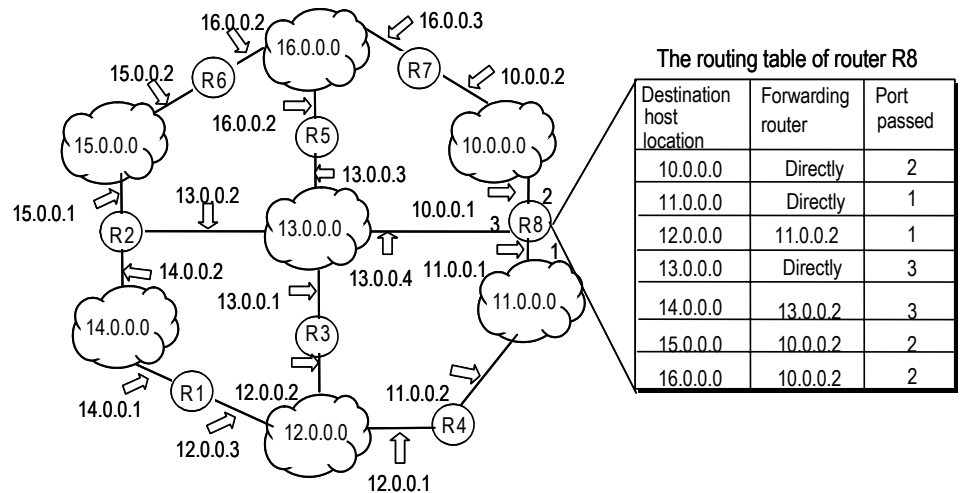 16.0.0.2
16.0.0.3
16.0.0.0
R6
R7
15.0.0.2
10.0.0.2
16.0.0.2
R5
15.0.0.0
10.0.0.0
13.0.0.3
13.0.0.2
10.0.0.1
2
15.0.0.1
R2
13.0.0.0
3
R8
14.0.0.2
13.0.0.4
11.0.0.1
1
13.0.0.1
14.0.0.0
11.0.0.0
R3
14.0.0.1
R1
12.0.0.2
11.0.0.2
12.0.0.3
12.0.0.0
R4
12.0.0.1
The routing table of router R8
Destination host location Forwarding router Port passed
10.0.0.0 Directly 2
11.0.0.0 Directly 1
12.0.0.0 11.0.0.2 1
13.0.0.0 Directly 3
14.0.0.0 13.0.0.2 3
15.0.0.0 10.0.0.2 2
16.0.0.0 10.0.0.2 2